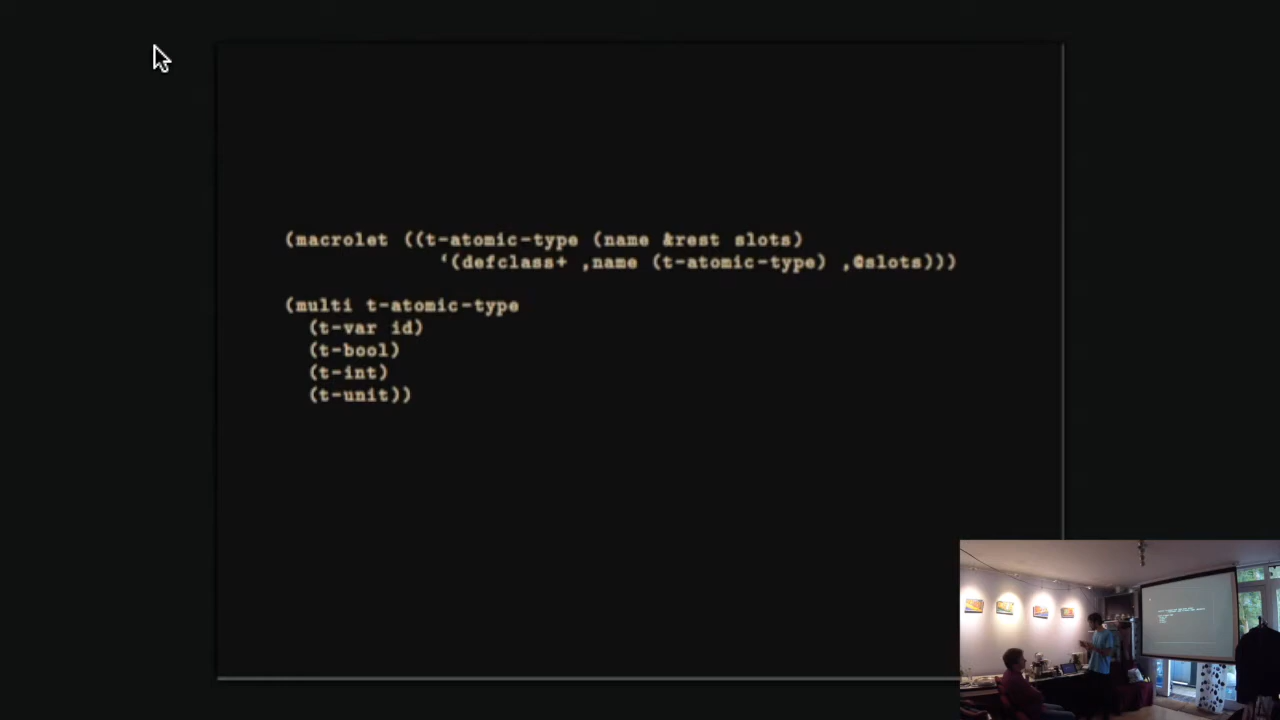 (macrolet ((t-atomic-type (name &rest slots)
‘(defclass+ ,name (t-atomic-type) ,@slots)))
(multi t-atomic-type
(t-var id)
(t-bool)
(t-int)
(t-unit))